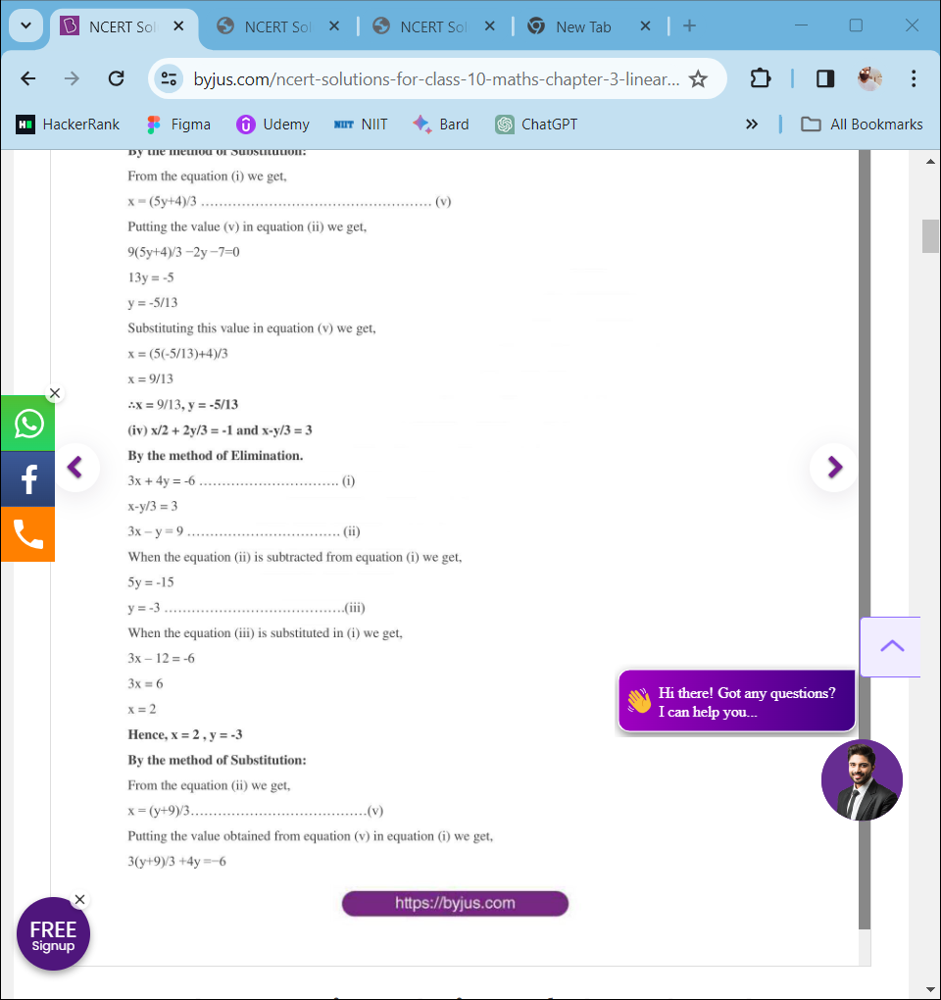 NCERT Sol
NCERT Sol
NCERT Sol
New Tab
byjus.com/ncert-solutions-for-class-10-maths-chapter-3-linear...
HackerRank
Figma
Udemy
NIIT NIIT
Bard
ChatGPT
»
All Bookmarks
By the method of Substitution:
From the equation (i) we get,
x = (5y+4)/3 ……………………………………………… (v)
Putting the value (v) in equation (ii) we get,
9(5y+4)/3 −2y −7=0
13y = -5
y = -5/13
Substituting this value in equation (v) we get,
x = (5(-5/13)+4)/3
x = 9/13
∴x = 9/13, y = -5/13
(iv) x/2 + 2y/3 = -1 and x-y/3 = 3
By the method of Elimination.
3x + 4y = -6 …………………………. (i)
x-y/3 = 3
3x – y = 9 ……………………………. (ii)
When the equation (ii) is subtracted from equation (i) we get,
5y = -15
y = -3 ………………………………….(iii)
When the equation (iii) is substituted in (i) we get,
3x – 12 = -6
3x = 6
x = 2
Hence, x = 2 , y = -3
By the method of Substitution:
From the equation (ii) we get,
x = (y+9)/3………………………………….(v)
Putting the value obtained from equation (v) in equation (i) we get,
3(y+9)/3 +4y =−6
https://byjus.com
Hi there! Got any questions?
I can help you...
FREE
Signup